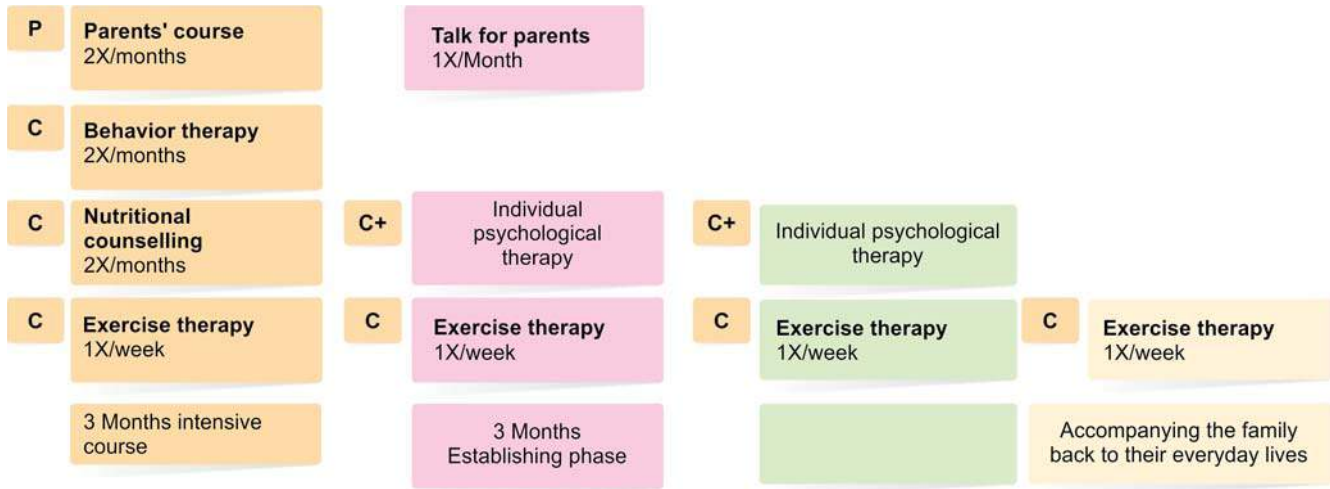 P
Parents' course
2X/months
Talk for parents
1X/Month
C
Behavior therapy
2X/months
C
Nutritional
counselling
2X/months
C+
Individual
psychological
therapy
C+
Individual psychological
therapy
C
Exercise therapy
1X/week
C
Exercise therapy
1X/week
C
Exercise therapy
1X/week
C
Exercise therapy
1X/week
3 Months intensive
course
3 Months
Establishing phase
Accompanying the family
back to their everyday lives